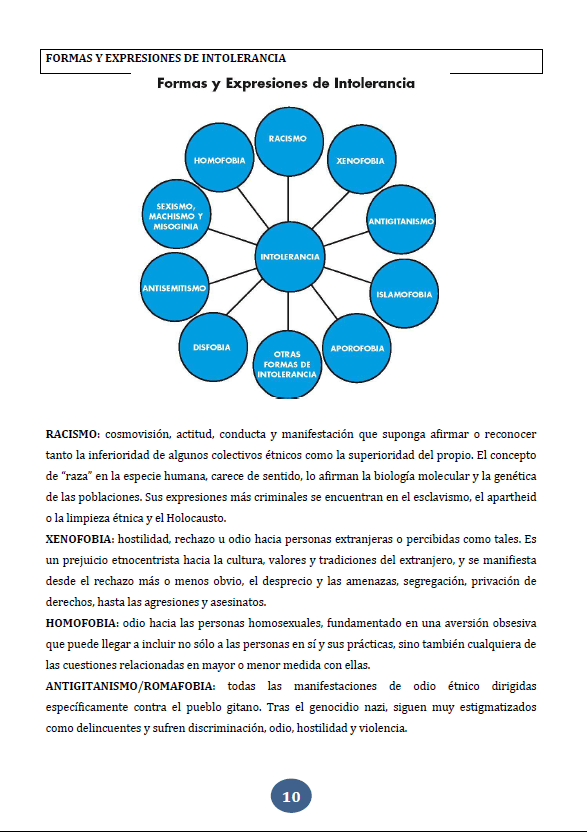 FORMAS Y EXPRESIONES DE INTOLERANCIA
Formas y Expresiones de Intolerancia
RACISMO
HOMOFOBIA
XENOFOBIA
SEXISMO,
MACHISMO Y
MISOGINIA
ANTIGITANISMO
INTOLERANCIA
ANTISEMITISMO
ISLAMOFOBIA
DISFOBIA
APOROFOBIA
OTRAS
FORMAS DE
INTOLERANCIA
RACISMO: cosmovisión, actitud, conducta y manifestación que suponga afirmar o reconocer
tanto la inferioridad de algunos colectivos étnicos como la superioridad del propio. El concepto
de “raza” en la especie humana, carece de sentido, lo afirman la biología molecular y la genética
de las poblaciones. Sus expresiones más criminales se encuentran en el esclavismo, el apartheid
o la limpieza étnica y el Holocausto.
XENOFOBIA: hostilidad, rechazo u odio hacia personas extranjeras o percibidas como tales. Es
un prejuicio etnocentrista hacia la cultura, valores y tradiciones del extranjero, y se manifiesta
desde el rechazo más o menos obvio, el desprecio y las amenazas, segregación, privación de
derechos, hasta las agresiones y asesinatos.
HOMOFOBIA: odio hacia las personas homosexuales, fundamentado en una aversión obsesiva
que puede llegar a incluir no sólo a las personas en sí y sus prácticas, sino también cualquiera de
las cuestiones relacionadas en mayor o menor medida con ellas.
ANTIGITANISMO/ROMAFOBIA: todas las manifestaciones de odio étnico dirigidas
específicamente contra el pueblo gitano. Tras el genocidio nazi, siguen muy estigmatizados
como delincuentes y sufren discriminación, odio, hostilidad y violencia.
10